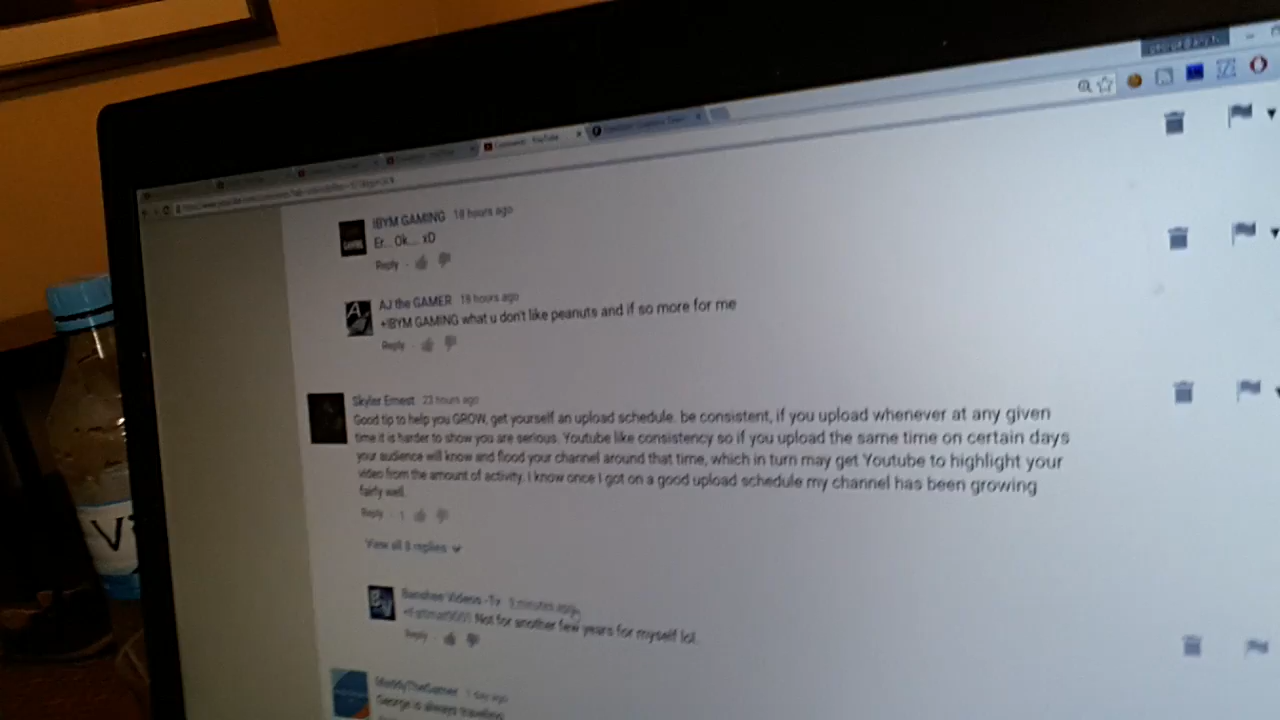 IBYM GAMING 18 hours ago
Er... Ok.... xD
Reply
AJ the GAMER 18 hours ago
+IBYM GAMING what u don't like peanuts and if so more for me
Reply
Skyler Ernest 23 hours ago
Good tip to help you GROW, get yourself an upload schedule. be consistent, if you upload whenever at any given
time it is harder to show you are serious. Youtube like consistency so if you upload the same time on certain days
your audience will know and flood your channel around that time, which in turn may get Youtube to highlight your
video from the amount of activity. I know once I got on a good upload schedule my channel has been growing
fairly well.
Reply 1
View all 8 replies
Banshee Videos -Tv minutes ago
Not for another few years for myself lol.
Reply
MaddyTheGamer 1 day ago
George is always traveling
V